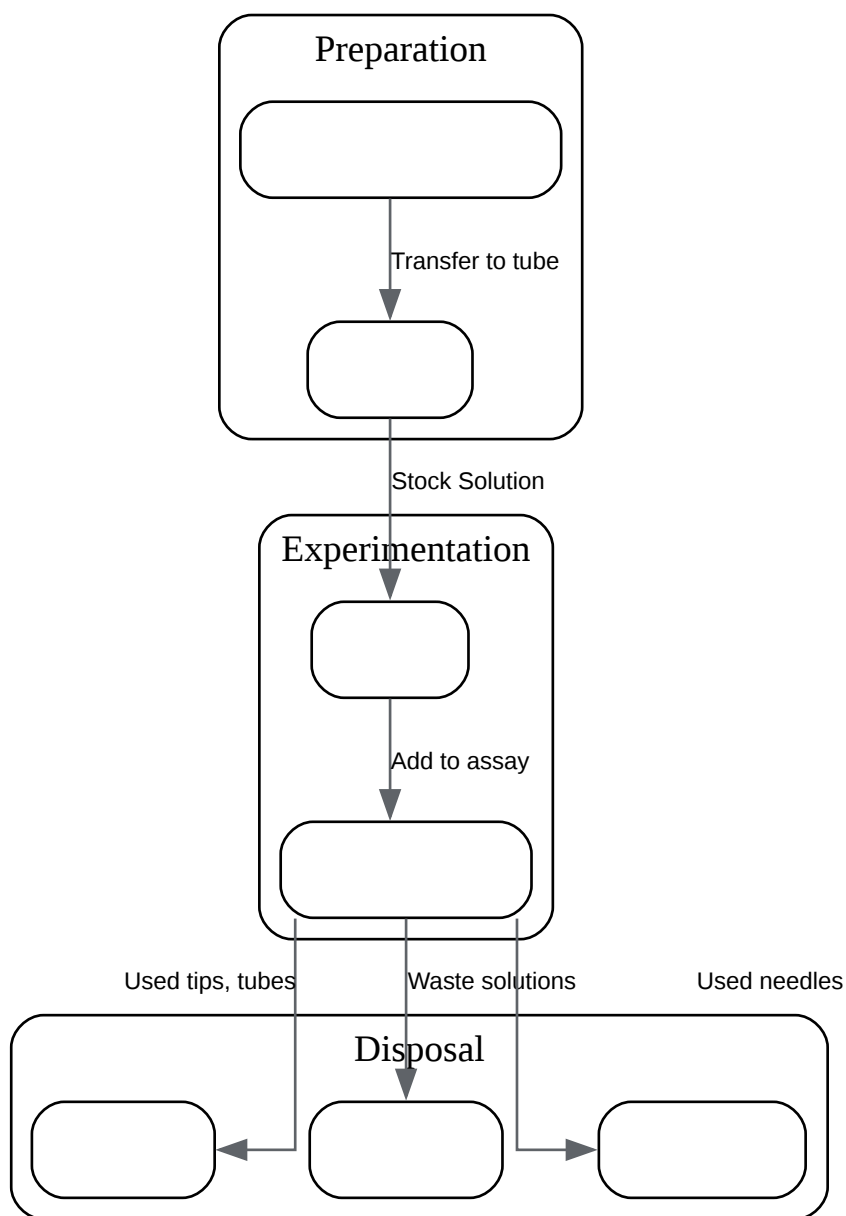 Preparation
Transfer to tube
Stock Solution
Experimentation
Add to assay
Used tips, tubes
Waste solutions
Used needles
Disposal